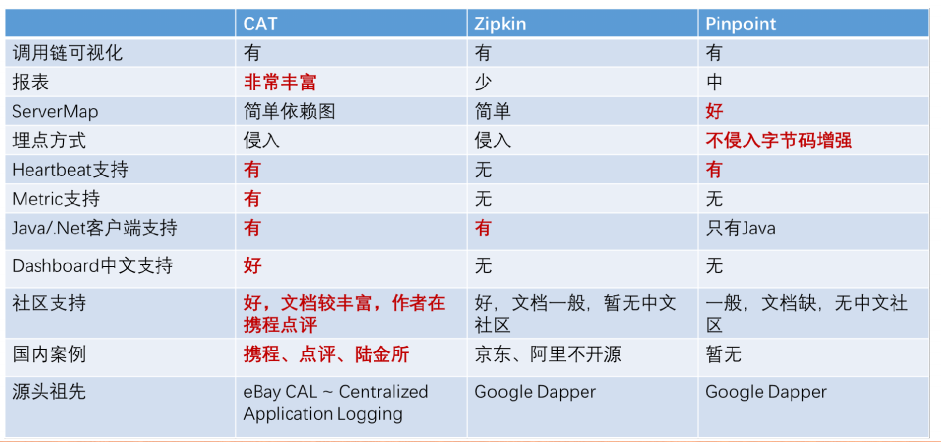 CAT Zipkin Pinpoint
调用链可视化 有 有 有
报表 非常丰富 少 中
ServerMap 简单依赖图 简单 好
埋点方式 侵入 侵入 不侵入字节码增强
Heartbeat支持 有 无 有
Metric支持 有 无 无
Java/.Net客户端支持 有 有 只有Java
Dashboard中文支持 好 无 无
社区支持 好，文档较丰富，作者在 好，文档一般，暂无中文 一般，文档缺，无中文社
携程点评 社区 区
国内案例 携程、点评、陆金所 京东、阿里不开源 暂无
源头祖先 eBay CAL ~ Centralized Google Dapper Google Dapper
Application Logging